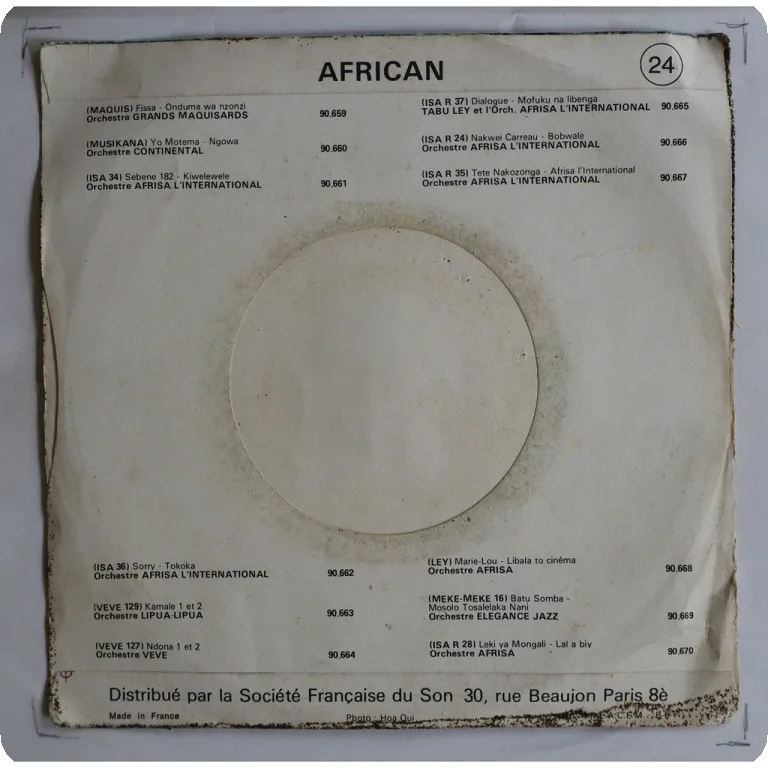 AFRICAN
24
(MAQUIS) Fissa - Onduma wa nzonzi
Orchestre GRANDS MAQUISARDS 90.659
(MUSIKANA) Yo Motema - Ngowa
Orchestre CONTINENTAL 90.660
(ISA 34) Sebene 182 - Kiwelewele
Orchestre AFRISA L'INTERNATIONAL 90.661
(ISA R 37) Dialogue - Mofuku na libenga
TABU LEY et l'Orch. AFRISA L'INTERNATIONAL 90.665
(ISA R 24) Nakwei Carreau - Bobwale
Orchestre AFRISA L'INTERNATIONAL 90.666
(ISA R 35) Tete Nakozonga - Afrisa l'International
Orchestre AFRISA L'INTERNATIONAL 90.667
(ISA 36) Sorry - Tokoka
Orchestre AFRISA L'INTERNATIONAL 90.662
(VEVE 129) Kamale 1 et 2
Orchestre LIPUA-LIPUA 90.663
(VEVE 127) Ndona 1 et 2
Orchestre VEVE 90.664
(LEY) Marie-Lou - Libala to cinéma
Orchestre AFRISA 90.668
(MEKE-MEKE 16) Batu Somba -
Mosolo Tosalelaka Nani
Orchestre ELEGANCE JAZZ 90.669
(ISA R 28) Leki ya Mongali - Lal a biy
Orchestre AFRISA 90.670
Distribué par la Société Française du Son 30, rue Beaujon Paris 8è
Made in France
Photo : Hoa Qui